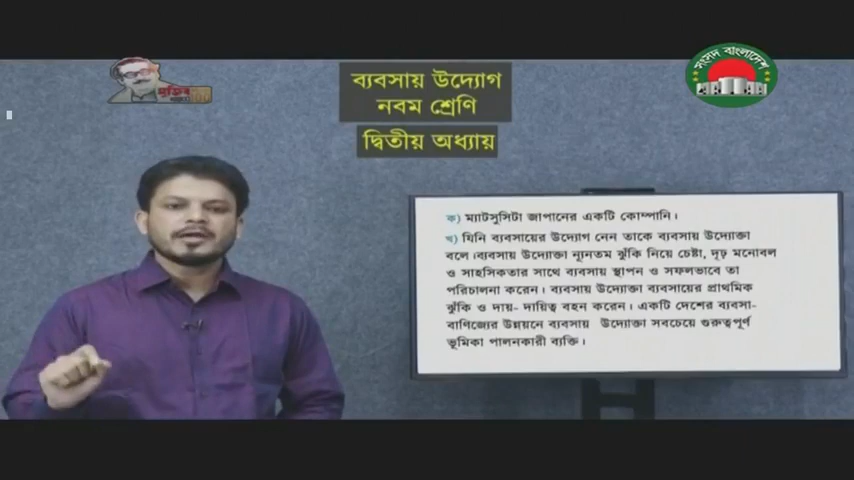 ব্যবসায় উদ্যোগ
নবম শ্রেণি
দ্বিতীয় অধ্যায়
সংসদ বাংলাদেশ
ক) ম্যাটসুসিটা জাপানের একটি কোম্পানি।
খ) যিনি ব্যবসায়ের উদ্যোগ নেন তাকে ব্যবসায় উদ্যোক্তা
বলে।ব্যবসায় উদ্যোক্তা ন্যূনতম ঝুঁকি নিয়ে চেষ্টা, দৃঢ় মনোবল
ও সাহসিকতার সাথে ব্যবসায় স্থাপন ও সফলভাবে তা
পরিচালনা করেন। ব্যবসায় উদ্যোক্তা ব্যবসায়ের প্রাথমিক
ঝুঁকি ও দায়- দায়িত্ব বহন করেন। একটি দেশের ব্যবসা-
বাণিজ্যের উন্নয়নে ব্যবসায় উদ্যোক্তা সবচেয়ে গুরুত্বপূর্ণ
ভূমিকা পালনকারী ব্যক্তি।